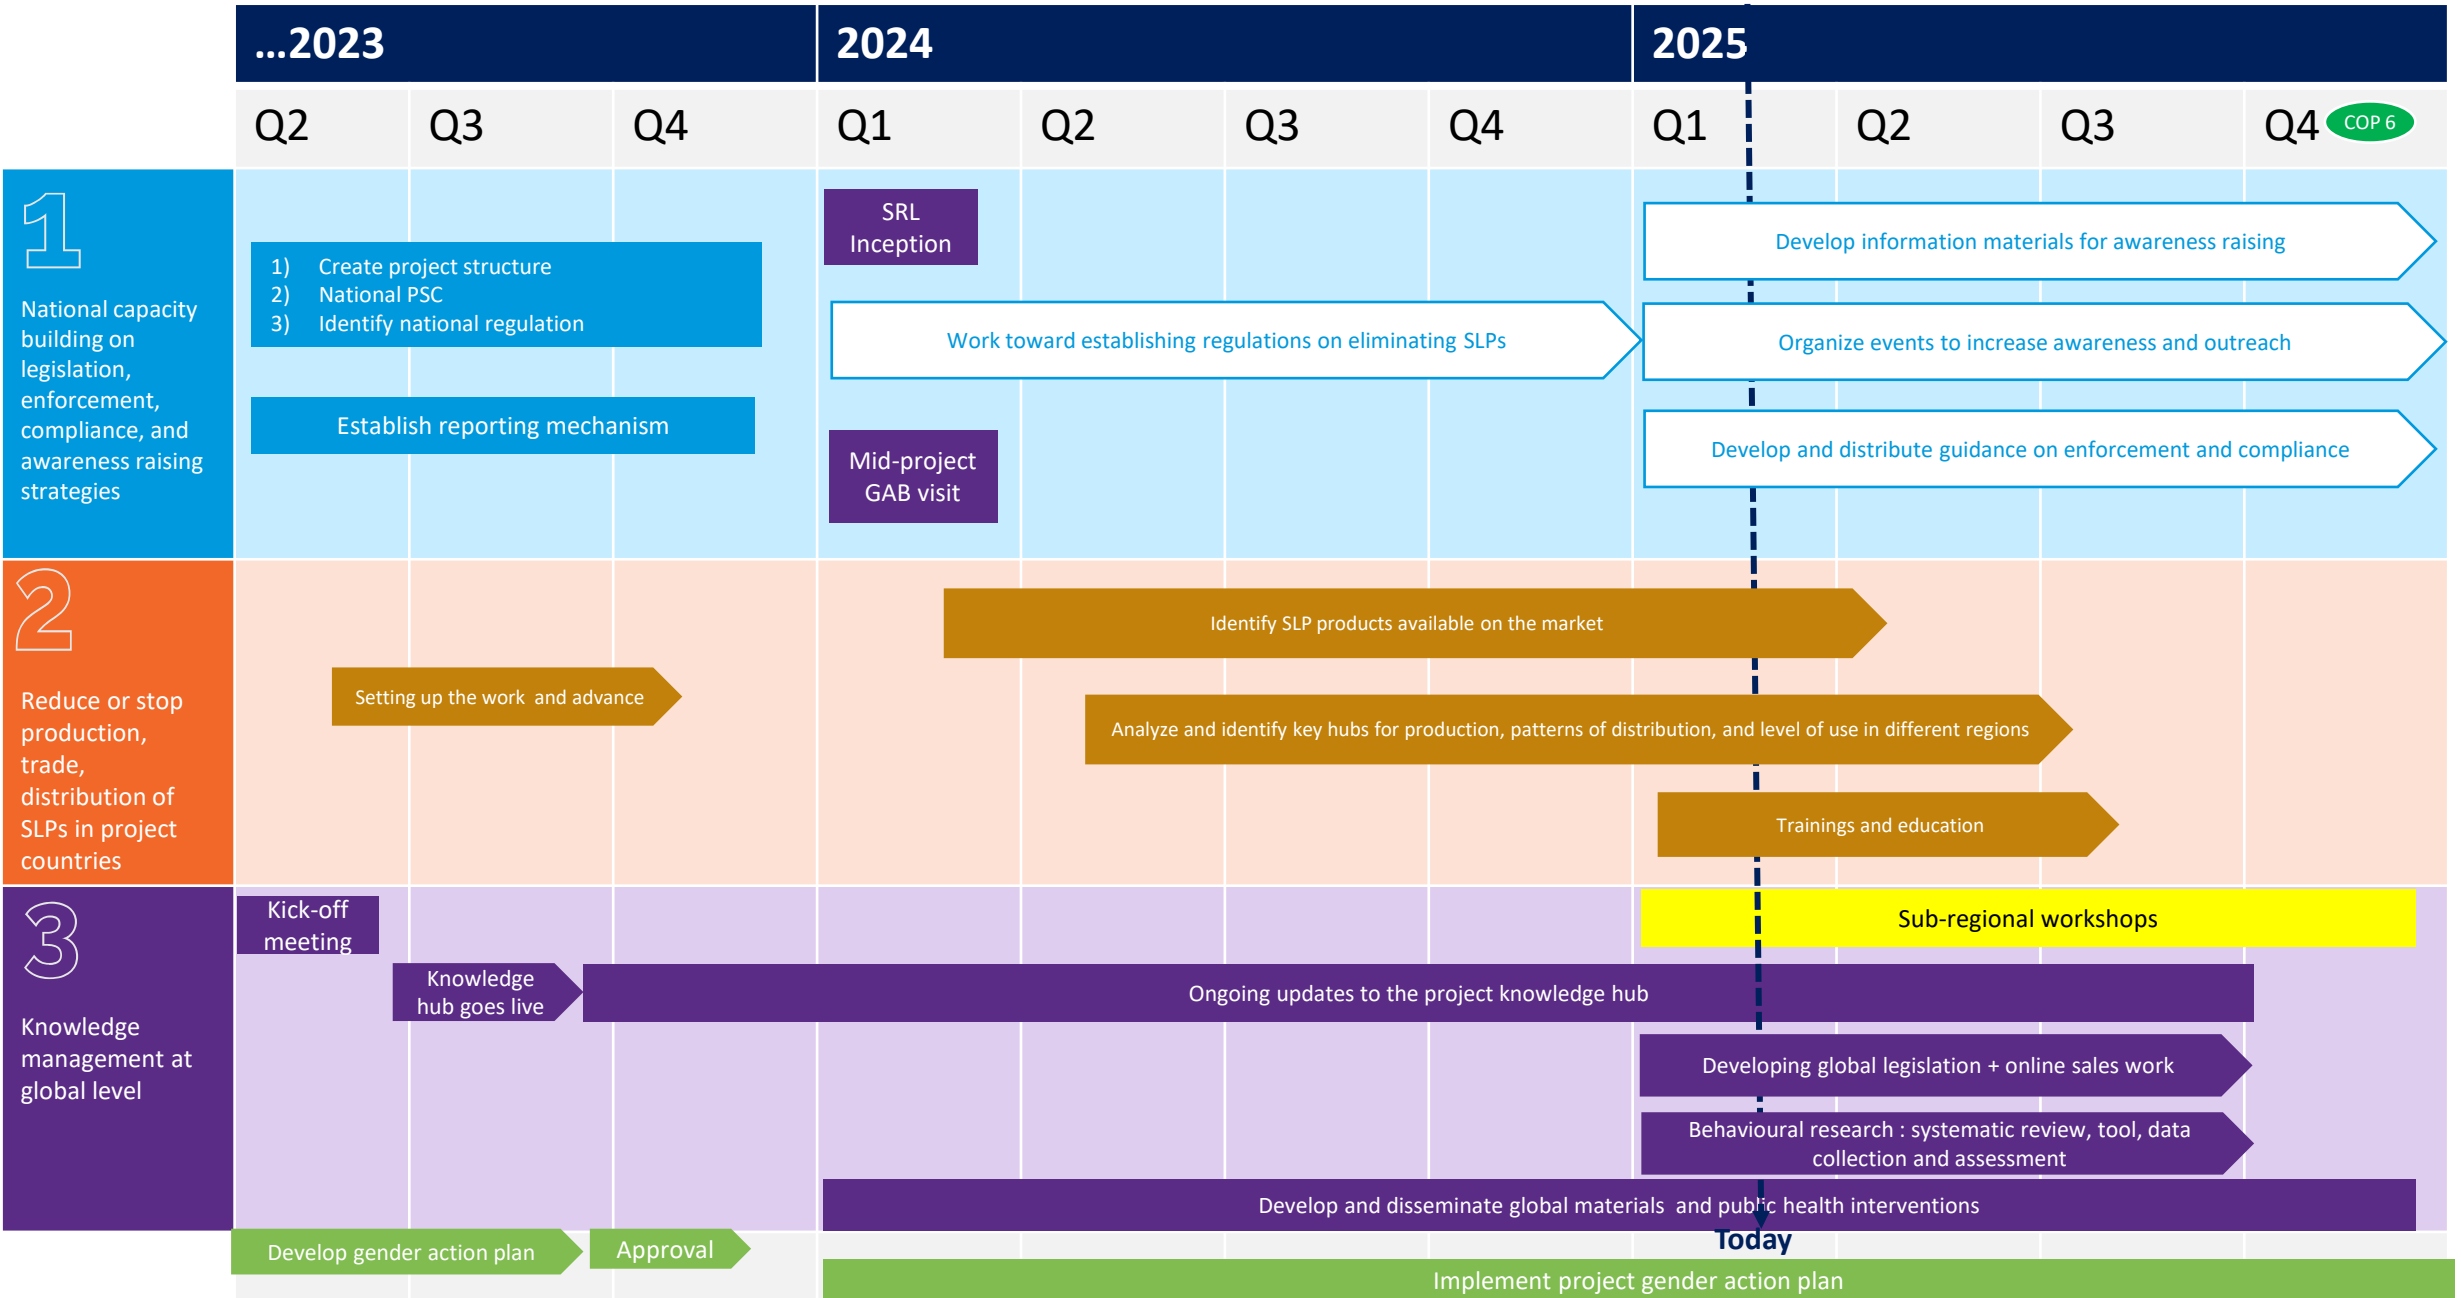 ...2023
2024
2025
Q2
Q3
Q4
Q1
Q2
Q3
Q4
Q1
Q2
Q3
Q4
COP 6
1
National capacity
building on
legislation,
enforcement,
compliance, and
awareness raising
strategies
1) Create project structure
2) National PSC
3) Identify national regulation
Establish reporting mechanism
SRL
Inception
Work toward establishing regulations on eliminating SLPs
Mid-project
GAB visit
Develop information materials for awareness raising
Organize events to increase awareness and outreach
Develop and distribute guidance on enforcement and compliance
2
Reduce or stop
production,
trade,
distribution of
SLPs in project
countries
Setting up the work and advance
Identify SLP products available on the market
Analyze and identify key hubs for production, patterns of distribution, and level of use in different regions
Trainings and education
3
Knowledge
management at
global level
Kick-off
meeting
Knowledge
hub goes live
Sub-regional workshops
Ongoing updates to the project knowledge hub
Developing global legislation + online sales work
Behavioural research : systematic review, tool, data
collection and assessment
Develop and disseminate global materials and public health interventions
Today
Develop gender action plan
Approval
Implement project gender action plan